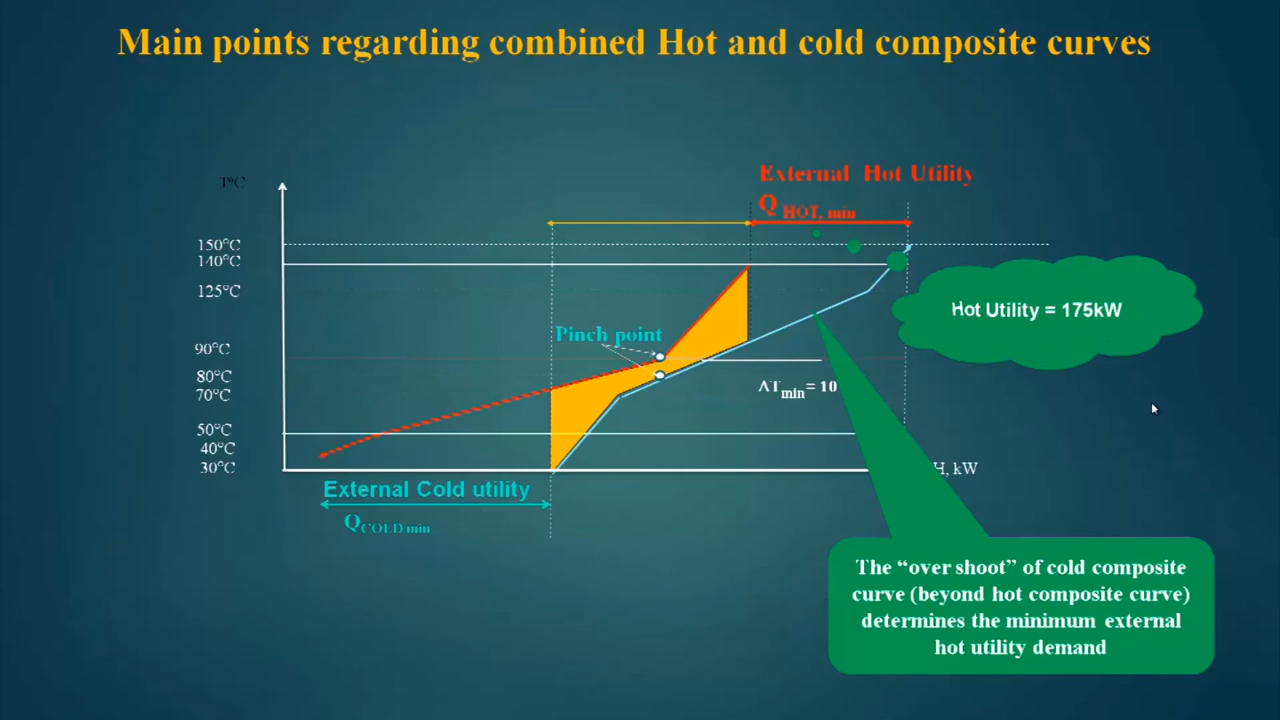 Main points regarding combined Hot and cold composite curves
External Hot Utility
Q HOT, min
T°C
150°C
140°C
125°C
90°C
80°C
70°C
50°C
40°C
30°C
Pinch point
ΔTmin= 10
Hot Utility = 175kW
H, kW
External Cold utility
QCOLD min
The “over shoot” of cold composite
curve (beyond hot composite curve)
determines the minimum external
hot utility demand